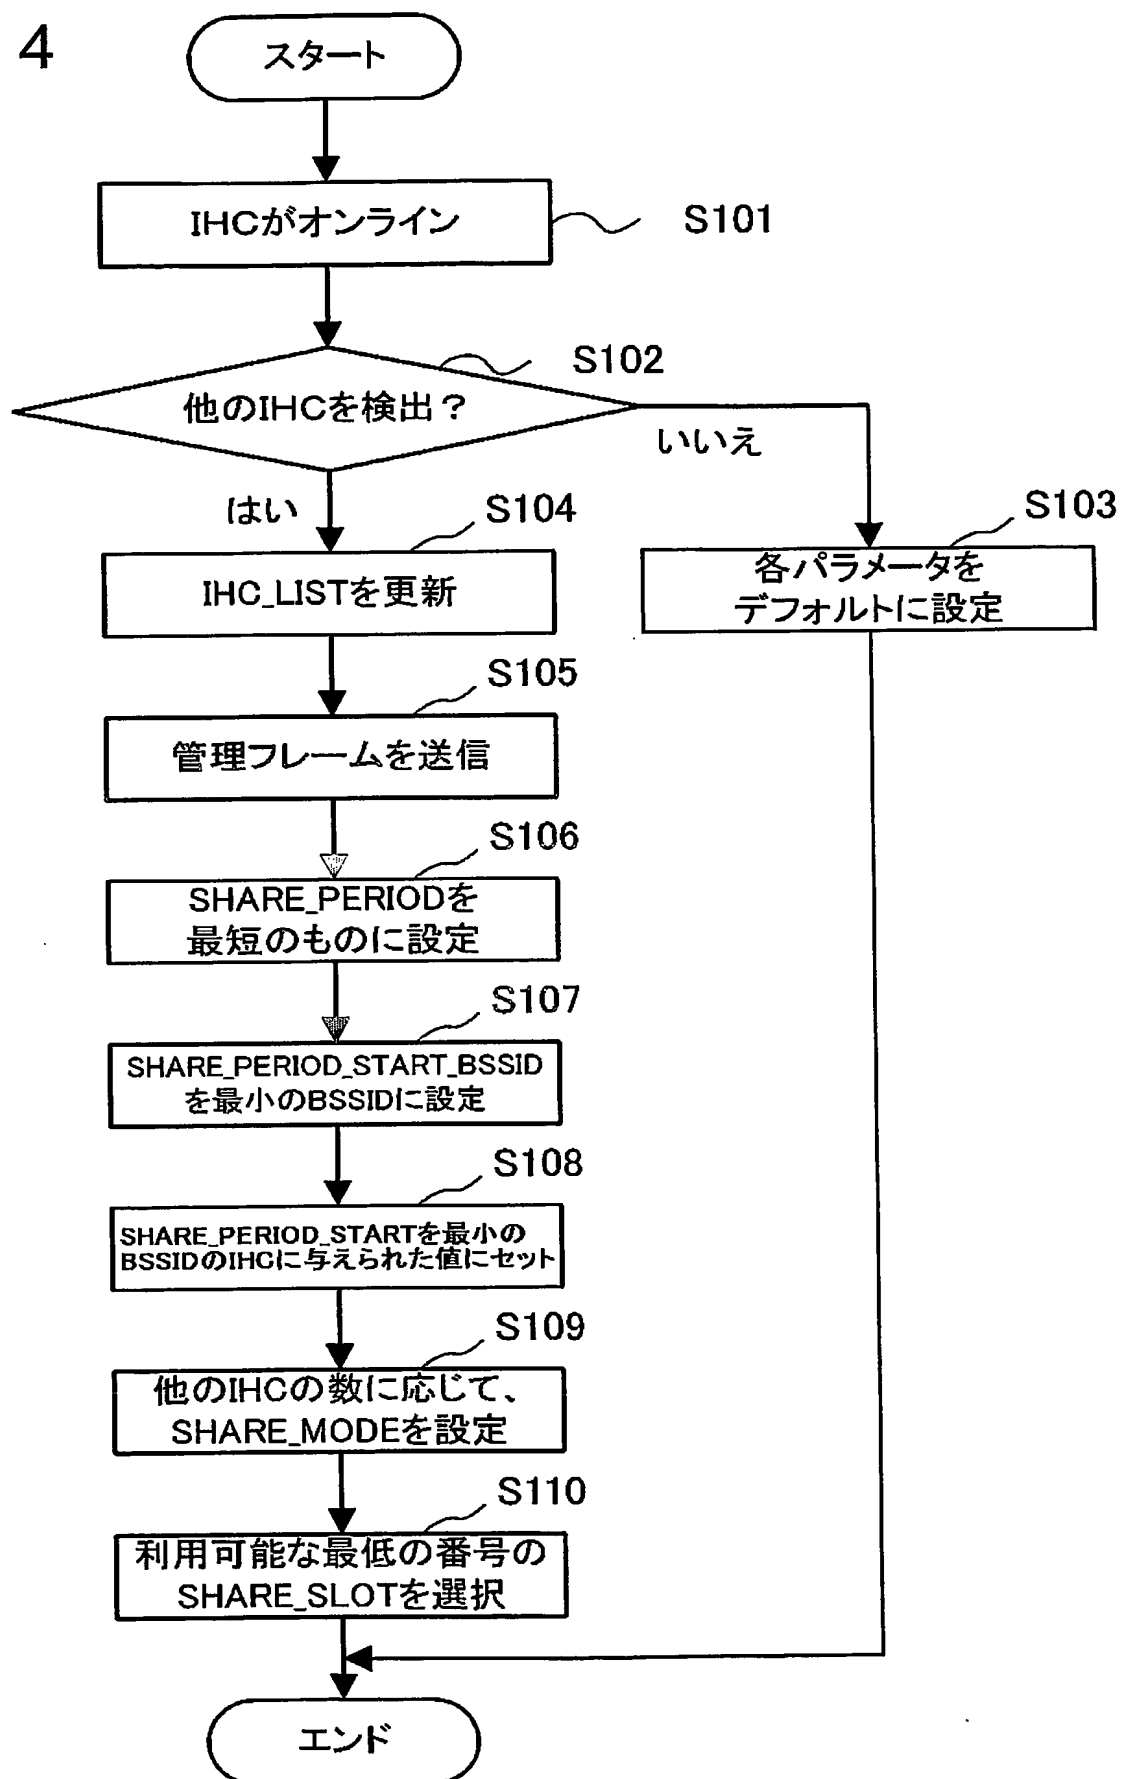 4
スタート
IHCがオンライン
S101
S102
他のIHCを検出?
いいえ
はい
S104
S103
IHC_LISTを更新
各パラメータを
デフォルトに設定
S105
管理フレームを送信
S106
SHARE_PERIODを
最短のものに設定
S107
SHARE_PERIOD_START_BSSID
を最小のBSSIDに設定
S108
SHARE_PERIOD_STARTを最小の
BSSIDのIHCに与えられた値にセット
S109
他のIHCの数に応じて、
SHARE_MODEを設定
S110
利用可能な最低の番号の
SHARE_SLOTを選択
エンド